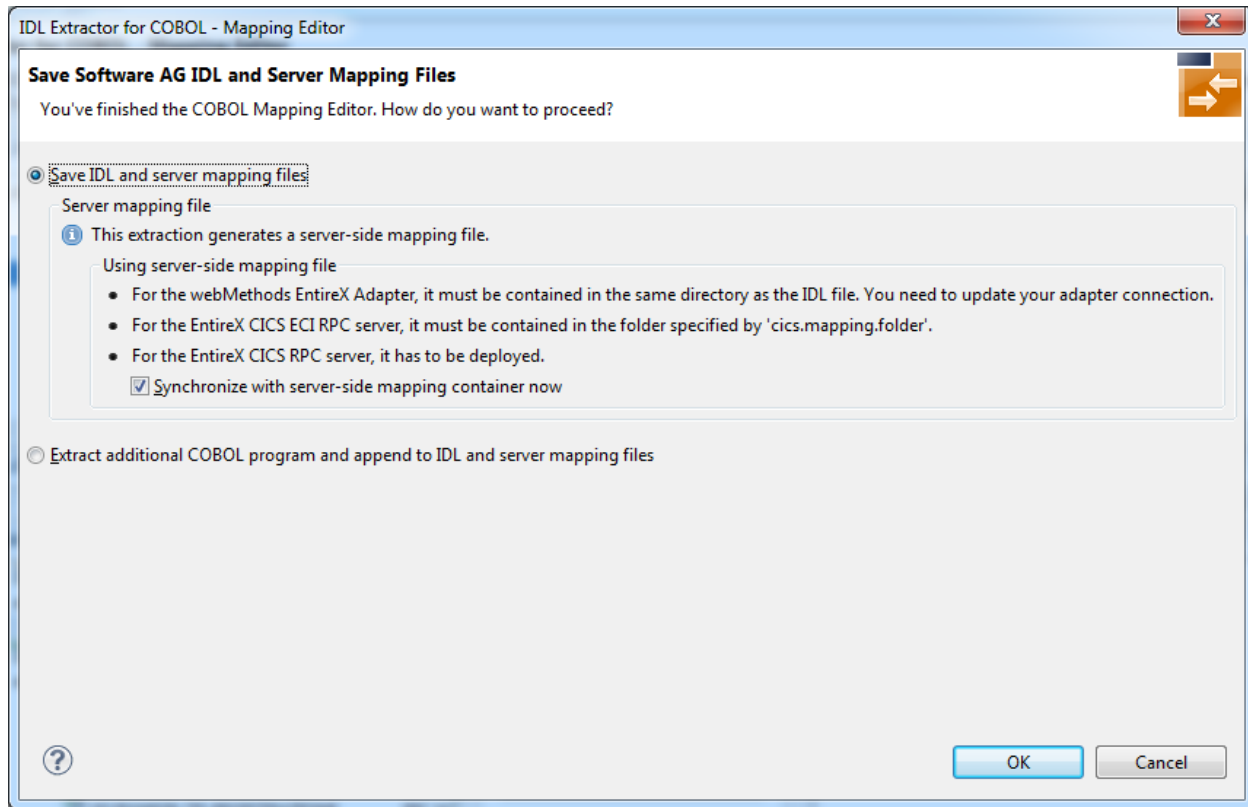 IDL Extractor for COBOL - Mapping Editor
Save Software AG IDL and Server Mapping Files
You've finished the COBOL Mapping Editor. How do you want to proceed?
Save IDL and server mapping files
Server mapping file
This extraction generates a server-side mapping file.
Using server-side mapping file
• For the webMethods EntireX Adapter, it must be contained in the same directory as the IDL file. You need to update your adapter connection.
• For the EntireX CICS ECI RPC server, it must be contained in the folder specified by 'cics.mapping.folder'.
• For the EntireX CICS RPC server, it has to be deployed.
Synchronize with server-side mapping container now
Extract additional COBOL program and append to IDL and server mapping files
OK Cancel